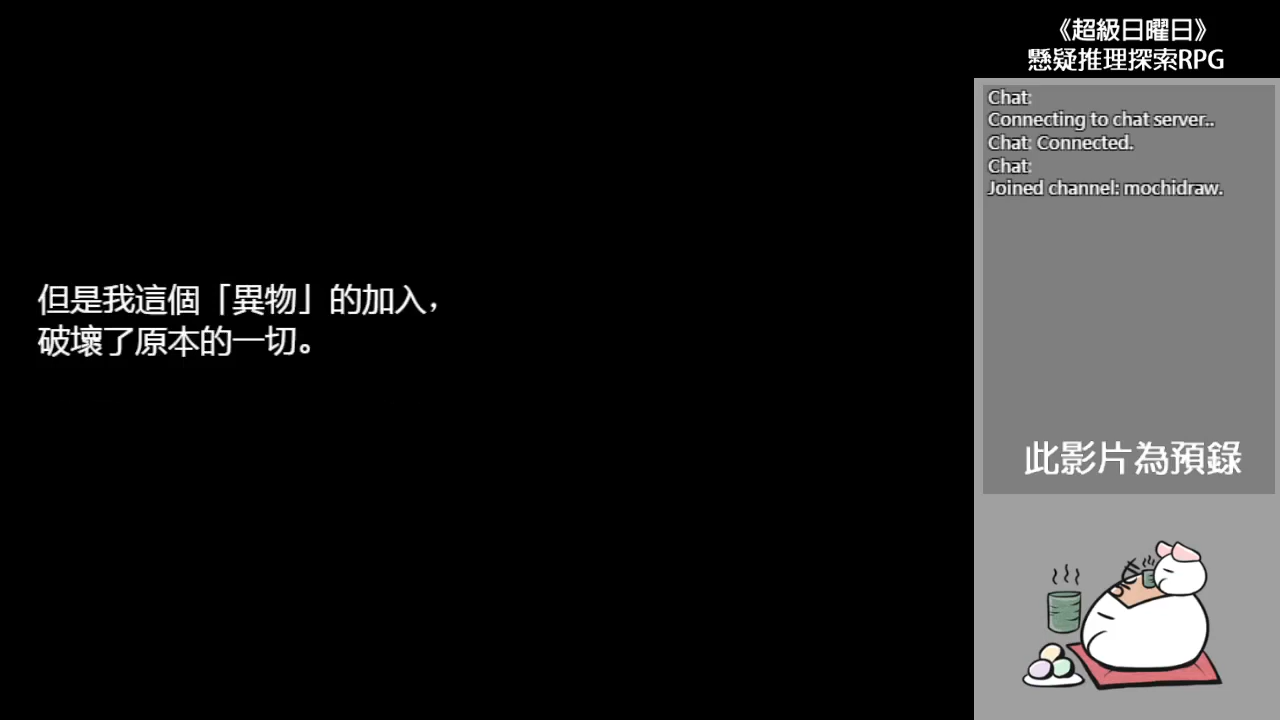 但是我這個「異物」的加入，
破壞了原本的一切。
《超級日曜日》
懸疑推理探索RPG
Chat:
Connecting to chat server..
Chat: Connected.
Chat:
Joined channel: mochidraw.
此影片為預錄